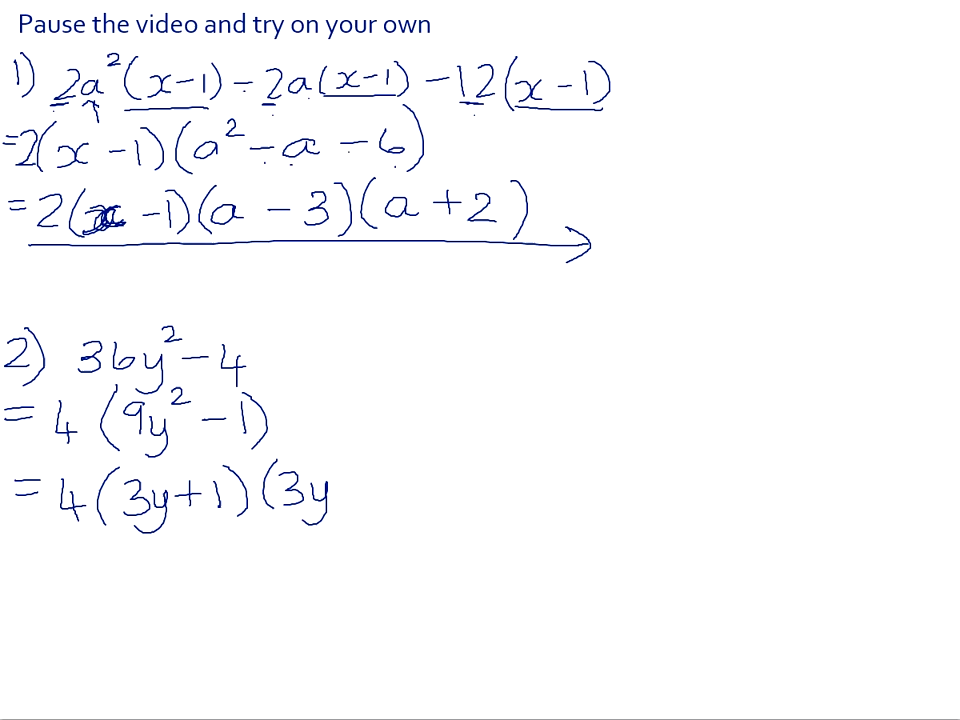 Pause the video and try on your own
1) 2a²(x-1) - 2a(x-1) - 12(x-1)
=2(x-1)(a²-a-6)
=2(x-1)(a-3)(a+2)
2) 36y²-4
=4(9y²-1)
=4(3y+1)(3y